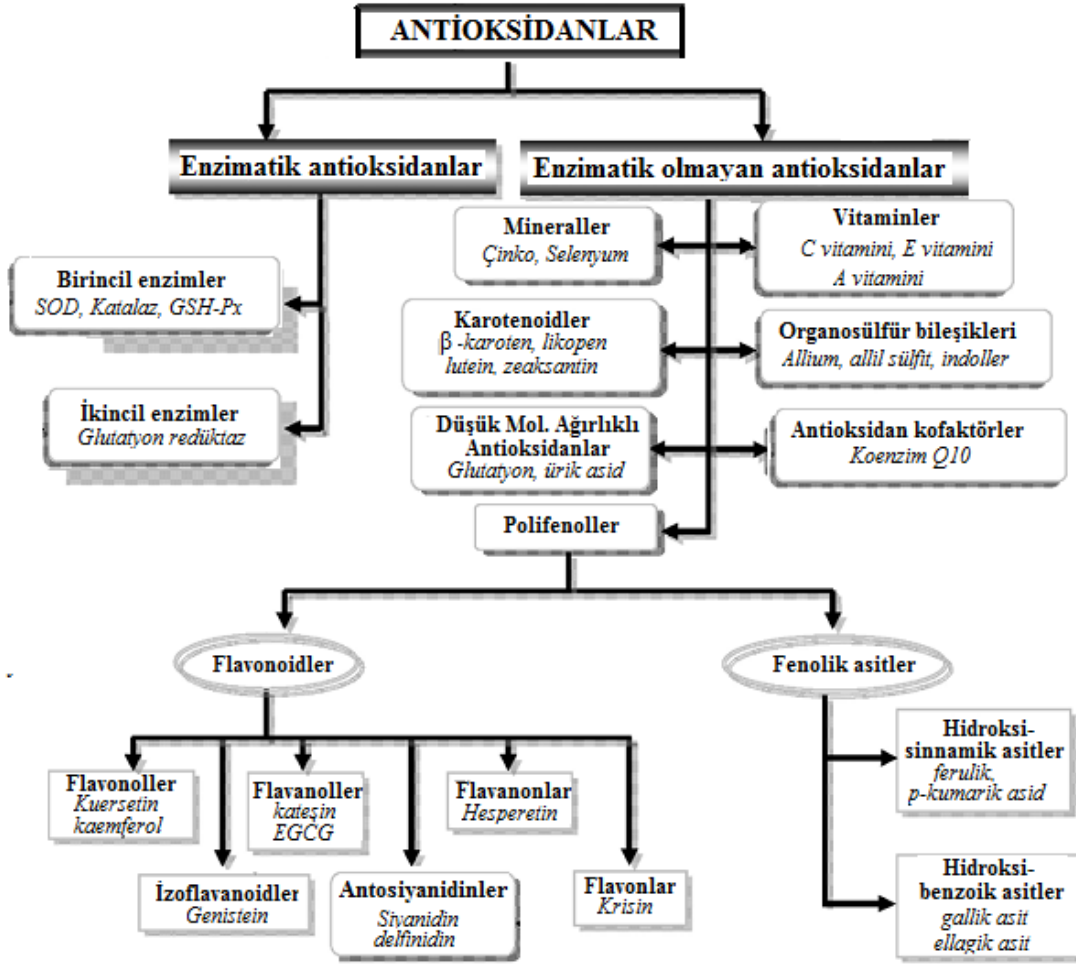 ANTİOKSİDANLAR
Enzimatik antioksidanlar
Enzimatik olmayan antioksidanlar
Birincil enzimler
SOD, Katalaz, GSH-Px
İkincil enzimler
Glutatyon redüktaz
Mineraller
Çinko, Selenyum
Vitaminler
C vitamini, E vitamini
A vitamini
Karotenoidler
β -karoten, likopen
lutein, zeaksantin
Organosülfür bileşikleri
Allium, allil sülfit, indoller
Düşük Mol. Ağırlıklı
Antioksidanlar
Glutatyon, ürik asid
Antioksidan kofaktörler
Koenzim Q10
Polifenoller
Flavonoidler
Fenolik asitler
Flavonoller
Kuersetin
kaemferol
Flavanoller
kateşin
EGCG
Flavanonlar
Hesperetin
İzoflavanoidler
Genistein
Antosiyanidinler
Siyanidin
delfinidin
Flavonlar
Krisin
Hidroksi-
sinnamik asitler
ferulik,
p-kumarik asid
Hidroksi-
benzoik asitler
gallik asit
ellagik asit